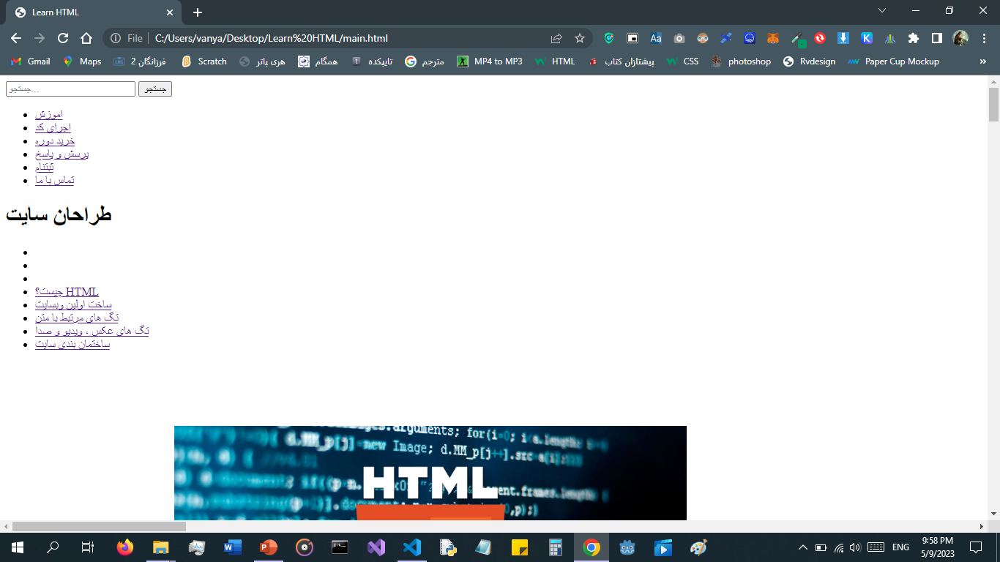 Learn HTML
File C:/Users/vanya/Desktop/Learn%20HTML/main.html
Gmail Maps فرزانگان 2 Scratch هری پاتر همگام تایپکده مترجم MP4 to MP3 HTML پیشتازان کتاب CSS photoshop Rvdesign Paper Cup Mockup »
جستجو... جستجو
آموزش
اجرای کد
خرید دوره
پرسش و پاسخ
ثبتنام
تماس با ما
طراحان سایت
HTML چیست؟
ساخت اولین وبسایت
تگ های مرتبط با متن
تگ های عکس ، ویدیو و صدا
ساختمان بندی سایت
.arguments; for(i=0; i<a.length; i++
d.MM_p[j]=new Image; d.MM_p[j++].src=a[i];}}}
HTML
ement.frames.length) {
,p);}
ENG 9:58 PM
5/9/2023